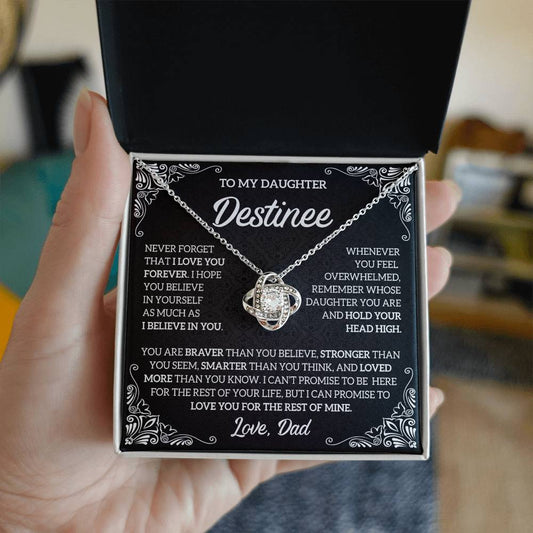 TO MY DAUGHTER
Destinee
NEVER FORGET
THAT I LOVE YOU
FOREVER. I HOPE
YOU BELIEVE
IN YOURSELF
AS MUCH AS
I BELIEVE IN YOU.
WHENEVER
YOU FEEL
OVERWHELMED,
REMEMBER WHOSE
DAUGHTER YOU ARE
AND HOLD YOUR
HEAD HIGH.
YOU ARE BRAVER THAN YOU BELIEVE, STRONGER THAN
YOU SEEM, SMARTER THAN YOU THINK, AND LOVED
MORE THAN YOU KNOW. I CAN'T PROMISE TO BE HERE
FOR THE REST OF YOUR LIFE, BUT I CAN PROMISE TO
LOVE YOU FOR THE REST OF MINE.
Love, Dad